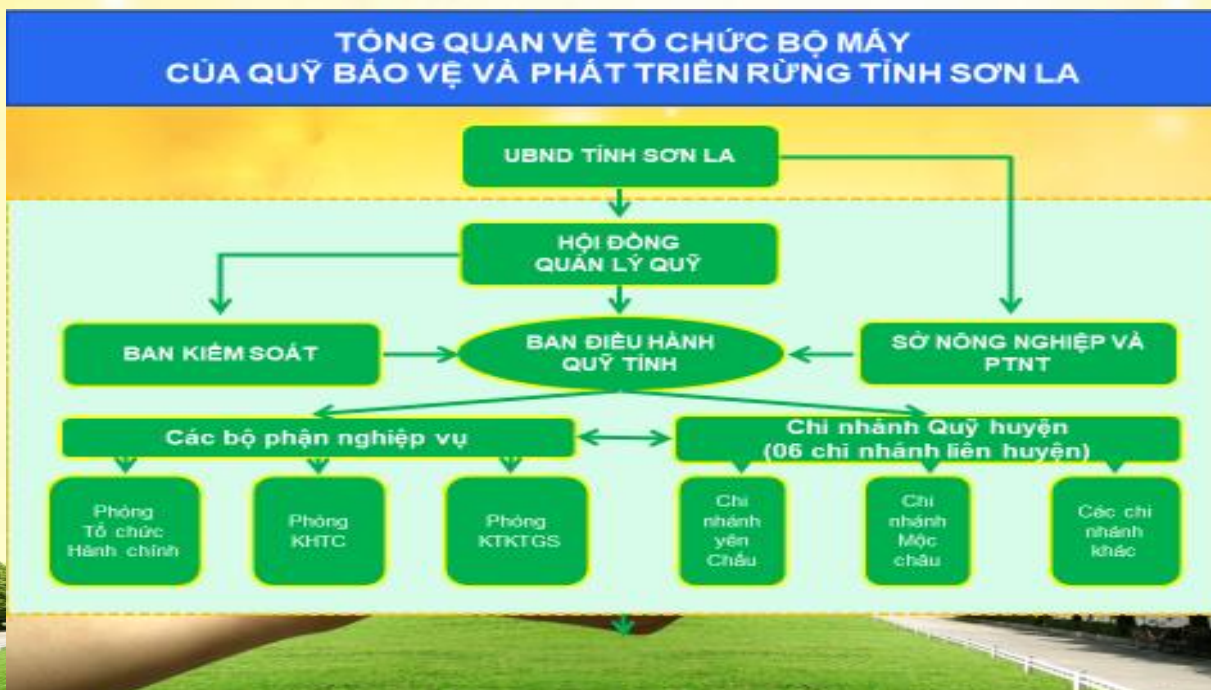 TỔNG QUAN VỀ TỔ CHỨC BỘ MÁY
CỦA QUỸ BẢO VỆ VÀ PHÁT TRIỂN RỪNG TỈNH SƠN LA
UBND TỈNH SƠN LA
HỘI ĐỒNG
QUẢN LÝ QUỸ
BAN KIỂM SOÁT
BAN ĐIỀU HÀNH
QUỸ TỈNH
SỞ NÔNG NGHIỆP VÀ
PTNT
Các bộ phận nghiệp vụ
Chi nhánh Quỹ huyện
(06 chi nhánh liên huyện)
Phòng
Tổ chức
Hành chính
Phòng
KHTC
Phòng
KTKTGS
Chi
nhánh
yên
Châu
Chi
nhánh
Mộc
châu
Các chi
nhánh
khác